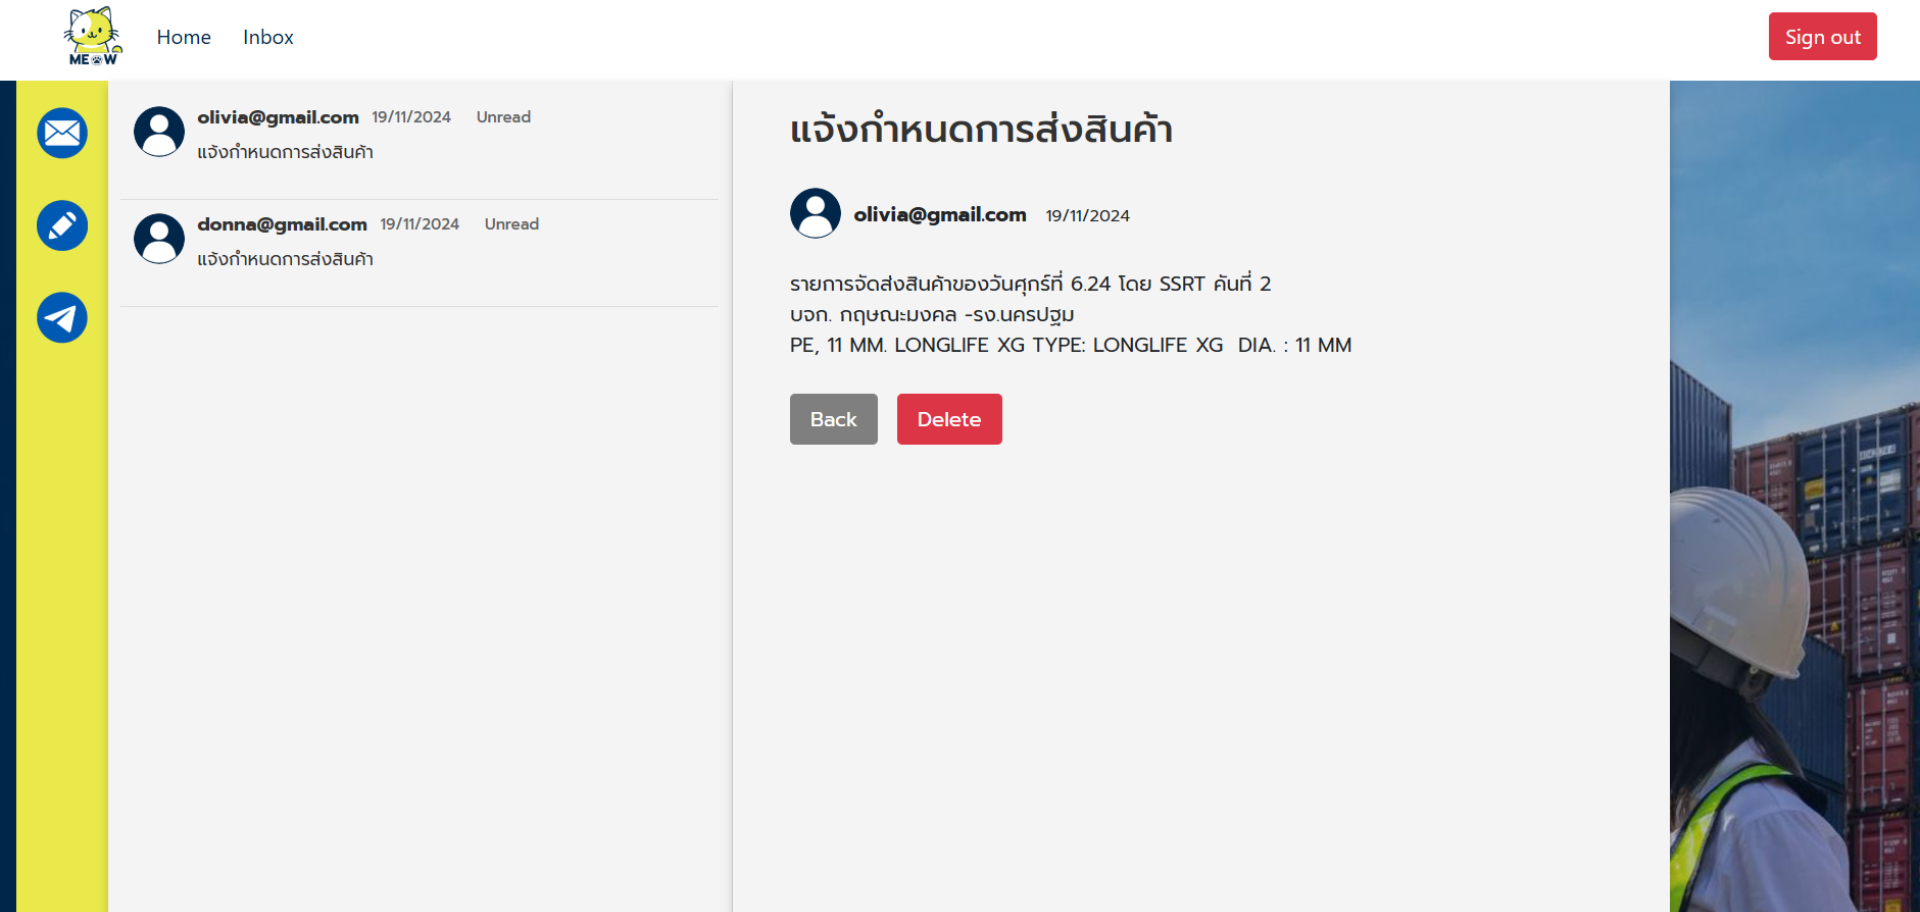 MEOW
Home
Inbox
Sign out
olivia@gmail.com 19/11/2024 Unread
แจ้งกำหนดการส่งสินค้า
donna@gmail.com 19/11/2024 Unread
แจ้งกำหนดการส่งสินค้า
แจ้งกำหนดการส่งสินค้า
olivia@gmail.com 19/11/2024
รายการจัดส่งสินค้าของวันศุกร์ที่ 6.24 โดย SSRT คันที่ 2
บจก. กฤษณะมงคล -รง.นครปฐม
PE, 11 MM. LONGLIFE XG TYPE: LONGLIFE XG  DIA. : 11 MM
Back
Delete